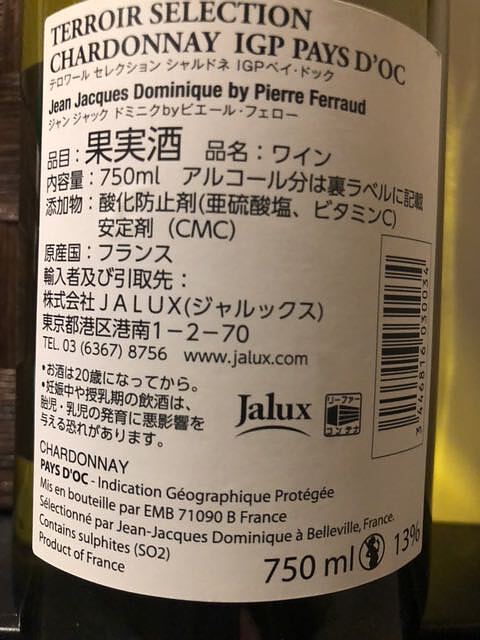 TERROIR SELECTION
CHARDONNAY IGP PAYS D'OC
テロワール セレクション シャルドネ IGPペイ・ドック
Jean Jacques Dominique by Pierre Ferraud
ジャン ジャック ドミニクbyピエール・フェロー
品目：果実酒 品名：ワイン
内容量：750ml アルコール分は裏ラベルに記載
添加物：酸化防止剤(亜硫酸塩、ビタミンC)
安定剤 (CMC)
原産国：フランス
輸入者及び引取先：
株式会社JALUX(ジャルックス)
東京都港区港南1－2－70
TEL. 03 (6367) 8756 www.jalux.com
•お酒は20歳になってから。
•妊娠中や授乳期の飲酒は、
胎児・乳児の発育に悪影響を
与える恐れがあります。
Jalux
リーファー
コンテナ
3 446816 030034
CHARDONNAY
PAYS D'OC - Indication Géographique Protégée
Mis en bouteille par EMB 71090 B France
Sélectionné par Jean-Jacques Dominique à Belleville, France.
Contains sulphites (SO2)
Product of France
750 ml 13%